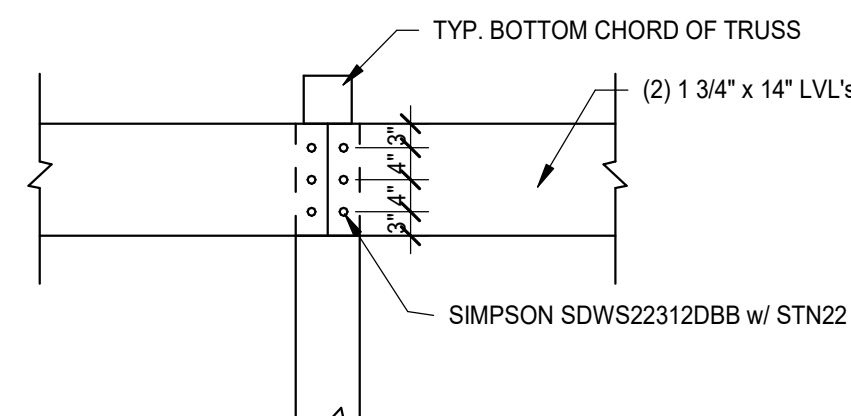 TYP. BOTTOM CHORD OF TRUSS
(2) 1 3/4" x 14" LVL's
3"
4"
4"
3"
SIMPSON SDWS22312DBB w/ STN22